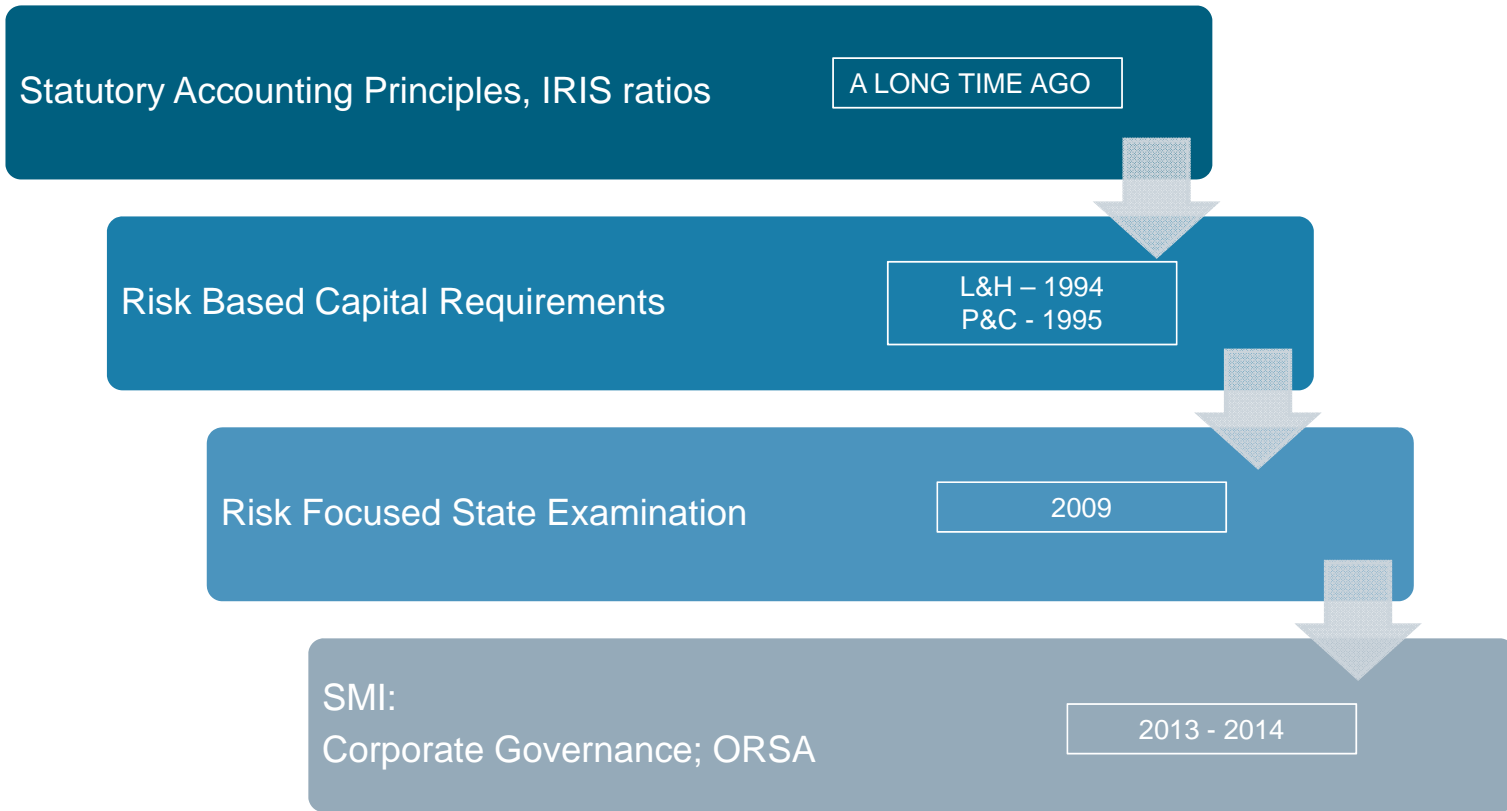 Statutory Accounting Principles, IRIS ratios
A LONG TIME AGO
Risk Based Capital Requirements
L&H – 1994
P&C - 1995
Risk Focused State Examination
2009
SMI:
Corporate Governance; ORSA
2013 - 2014